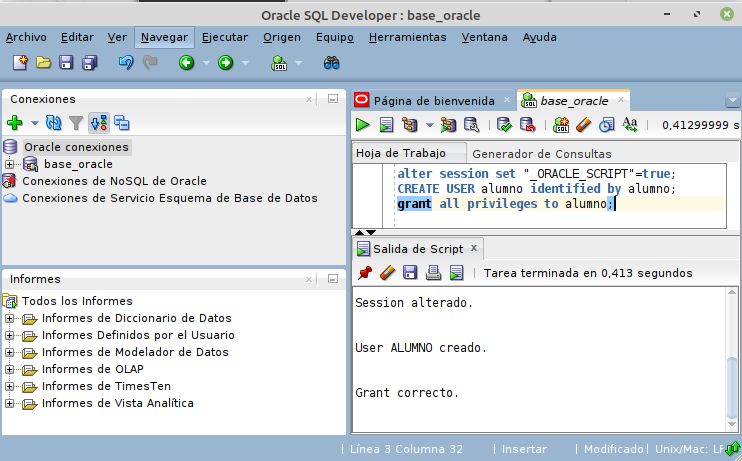 Oracle SQL Developer : base_oracle
Archivo Editar Ver Navegar Ejecutar Origen Equipo Herramientas Ventana Ayuda
SQL
Conexiones
Oracle conexiones
base_oracle
Conexiones de NoSQL de Oracle
Conexiones de Servicio Esquema de Base de Datos
Informes
Todos los Informes
Informes de Diccionario de Datos
Informes Definidos por el Usuario
Informes de Modelador de Datos
Informes de OLAP
Informes de TimesTen
Informes de Vista Analítica
Página de bienvenida
base_oracle
0,41299999 s
Hoja de Trabajo Generador de Consultas
alter session set "_ORACLE_SCRIPT"=true;
CREATE USER alumno identified by alumno;
grant all privileges to alumno;
Salida de Script x
Tarea terminada en 0,413 segundos
Session alterado.
User ALUMNO creado.
Grant correcto.
Línea 3 Columna 32 Insertar Modificado Unix/Mac: LF